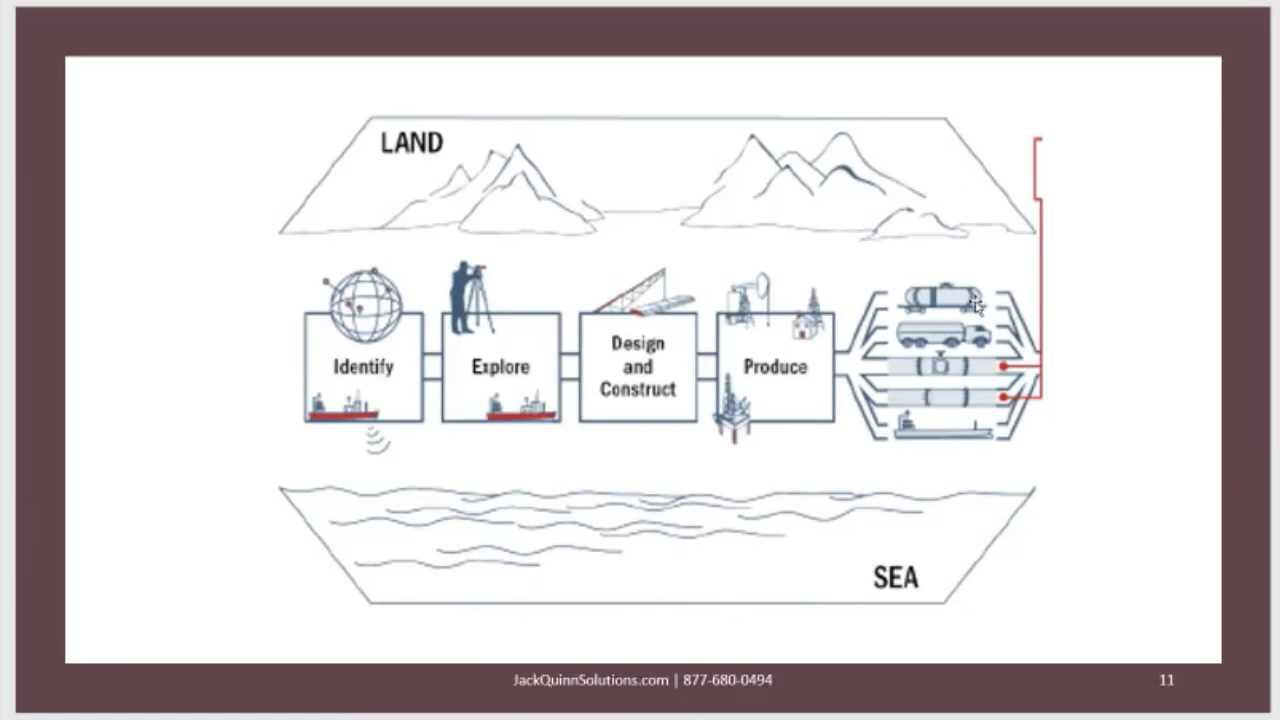 LAND
Identify
Explore
Design
and
Construct
Produce
SEA
JackQuinnSolutions.com | 877-680-0494
11